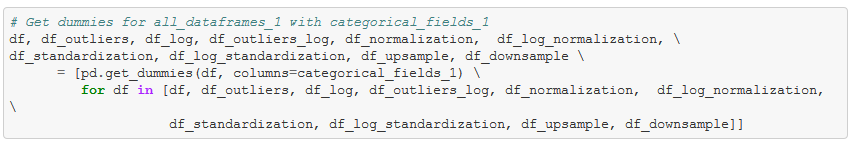 # Get dummies for all_dataframes_1 with categorical_fields_1
df, df_outliers, df_log, df_outliers_log, df_normalization,  df_log_normalization, \
df_standardization, df_log_standardization, df_upsample, df_downsample \
      = [pd.get_dummies(df, columns=categorical_fields_1) \
         for df in [df, df_outliers, df_log, df_outliers_log, df_normalization,  df_log_normalization,
\
                    df_standardization, df_log_standardization, df_upsample, df_downsample]]